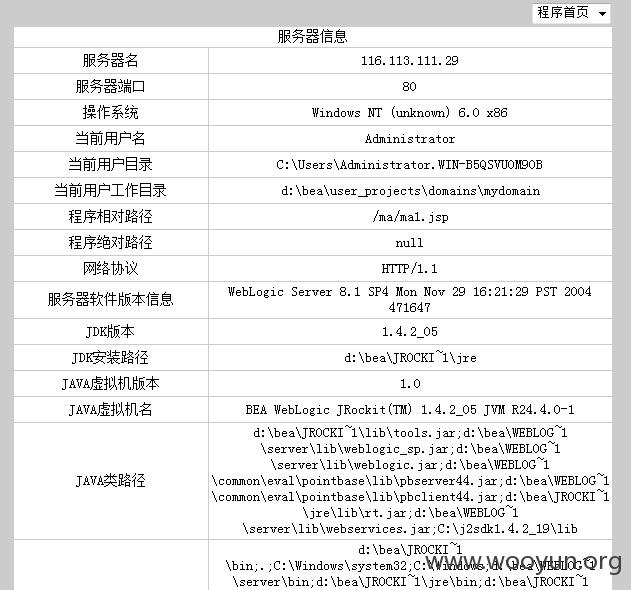 程序首页
服务器信息
服务器名 116.113.111.29
服务器端口 80
操作系统 Windows NT (unknown) 6.0 x86
当前用户名 Administrator
当前用户目录 C:\Users\Administrator.WIN-B5QSVUOM9OB
当前用户工作目录 d:\bea\user_projects\domains\mydomain
程序相对路径 /ma/ma1.jsp
程序绝对路径 null
网络协议 HTTP/1.1
服务器软件版本信息 WebLogic Server 8.1 SP4 Mon Nov 29 16:21:29 PST 2004
471647
JDK版本 1.4.2_05
JDK安装路径 d:\bea\JROCKI~1\jre
JAVA虚拟机版本 1.0
JAVA虚拟机名 BEA WebLogic JRockit(TM) 1.4.2_05 JVM R24.4.0-1
JAVA类路径
d:\bea\JROCKI~1\lib\tools.jar;d:\bea\WEBLOG~1
\server\lib\weblogic_sp.jar;d:\bea\WEBLOG~1
\server\lib\weblogic.jar;d:\bea\WEBLOG~1
\common\eval\pointbase\lib\pbserver44.jar;d:\bea\WEBLOG~1
\common\eval\pointbase\lib\pbclient44.jar;d:\bea\JROCKI~1
\jre\lib\rt.jar;d:\bea\WEBLOG~1
\server\lib\webservices.jar;C:\j2sdk1.4.2_19\lib
d:\bea\JROCKI~1
\bin;.;C:\Windows\system32;C:\Windows;d:\bea\WEBLOG~1
\server\bin;d:\bea\JROCKI~1\jre\bin;d:\bea\JROCKI~1
www.wooyun.org